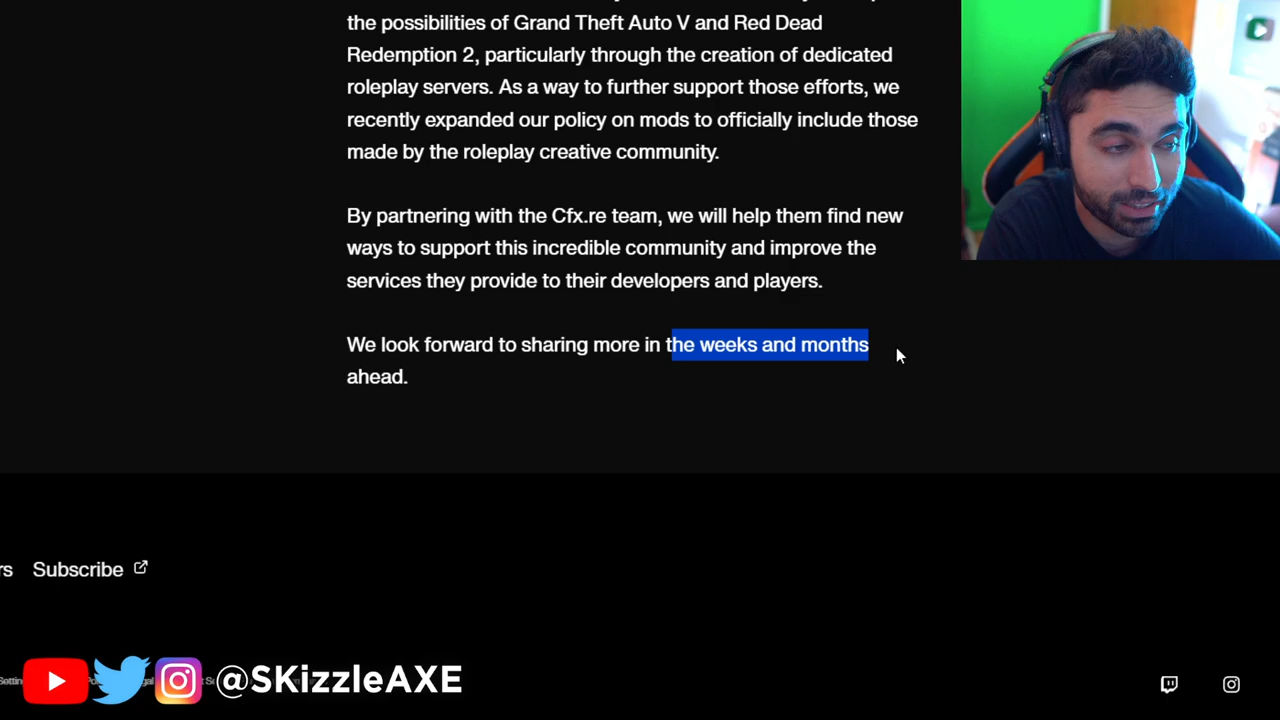 the possibilities of Grand Theft Auto V and Red Dead
Redemption 2, particularly through the creation of dedicated
roleplay servers. As a way to further support those efforts, we
recently expanded our policy on mods to officially include those
made by the roleplay creative community.
By partnering with the Cfx.re team, we will help them find new
ways to support this incredible community and improve the
services they provide to their developers and players.
We look forward to sharing more in the weeks and months
ahead.
rs Subscribe
@SKizzleAXE